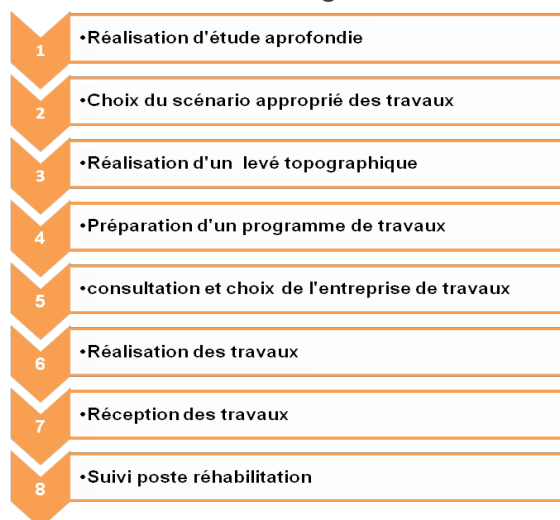 1 •Réalisation d'étude aprofondie
2 •Choix du scénario approprié des travaux
3 •Réalisation d'un levé topographique
4 •Préparation d'un programme de travaux
5 •consultation et choix de l'entreprise de travaux
6 •Réalisation des travaux
7 •Réception des travaux
8 •Suivi poste réhabilitation